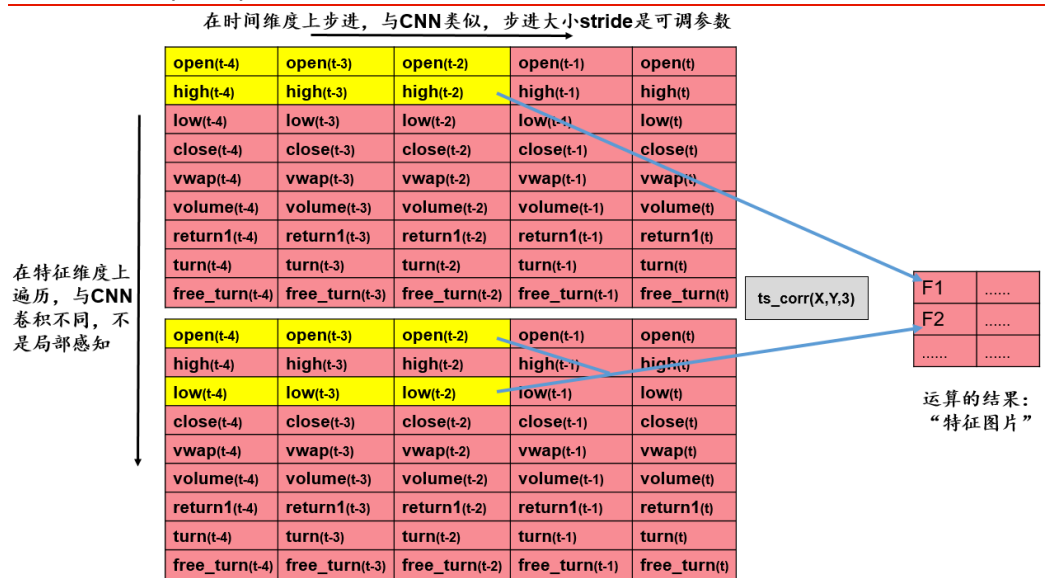 在时间维度上步进，与CNN类似，步进大小stride是可调参数
open(t-4) open(t-3) open(t-2) open(t-1) open(t)
high(t-4) high(t-3) high(t-2) high(t-1) high(t)
low(t-4) low(t-3) low(t-2) low(t-1) low(t)
close(t-4) close(t-3) close(t-2) close(t-1) close(t)
vwap(t-4) vwap(t-3) vwap(t-2) vwap(t-1) vwap(t)
volume(t-4) volume(t-3) volume(t-2) volume(t-1) volume(t)
return1(t-4) return1(t-3) return1(t-2) return1(t-1) return1(t)
turn(t-4) turn(t-3) turn(t-2) turn(t-1) turn(t)
free_turn(t-4) free_turn(t-3) free_turn(t-2) free_turn(t-1) free_turn(t)
在特征维度上
遍历，与CNN
卷积不同，不
是局部感知
open(t-4) open(t-3) open(t-2) open(t-1) open(t)
high(t-4) high(t-3) high(t-2) high(t-1) high(t)
low(t-4) low(t-3) low(t-2) low(t-1) low(t)
close(t-4) close(t-3) close(t-2) close(t-1) close(t)
vwap(t-4) vwap(t-3) vwap(t-2) vwap(t-1) vwap(t)
volume(t-4) volume(t-3) volume(t-2) volume(t-1) volume(t)
return1(t-4) return1(t-3) return1(t-2) return1(t-1) return1(t)
turn(t-4) turn(t-3) turn(t-2) turn(t-1) turn(t)
free_turn(t-4) free_turn(t-3) free_turn(t-2) free_turn(t-1) free_turn(t)
ts_corr(X,Y,3)
F1 ......
F2 ......
...... ......
运算的结果：
“特征图片”